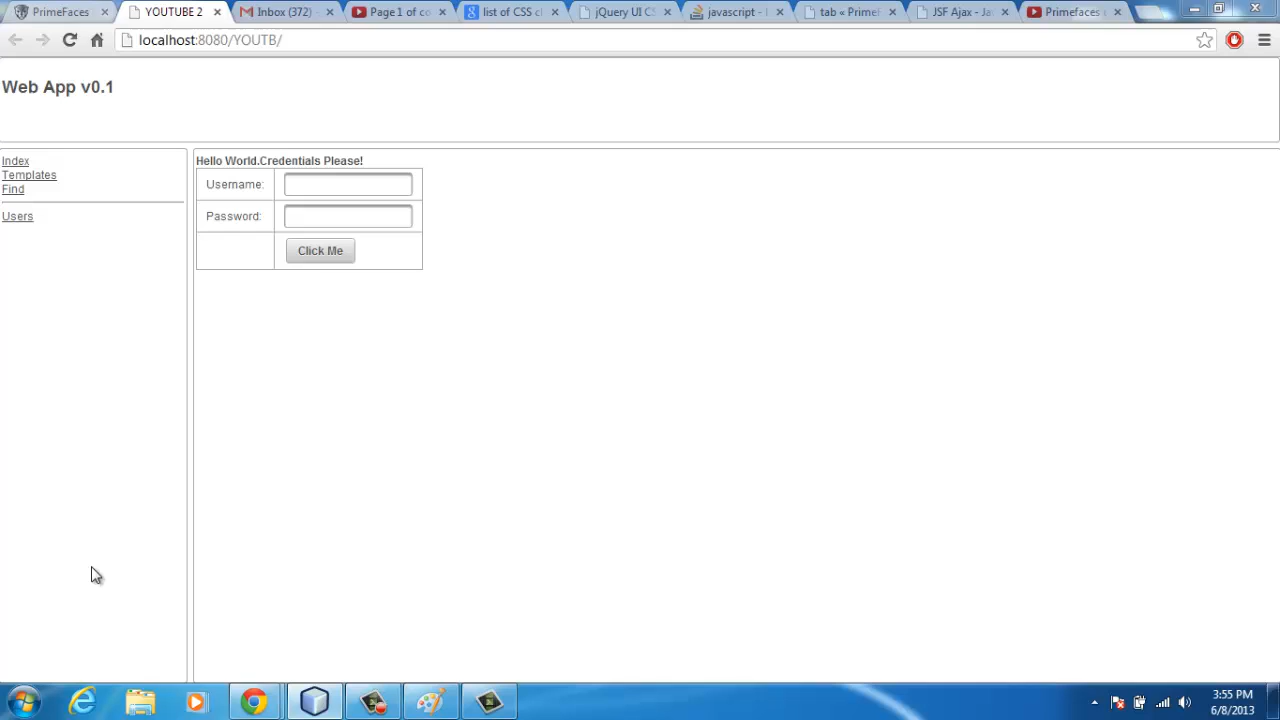 PrimeFaces
YOUTUBE 2
Inbox (372)
Page 1 of co
list of CSS cl
jQuery UI CS
javascript -
tab « Primef
JSF Ajax - Ja
Primefaces
localhost:8080/YOUTB/
Web App v0.1
Index
Templates
Find
Users
Hello World.Credentials Please!
Username:
Password:
Click Me
3:55 PM
6/8/2013